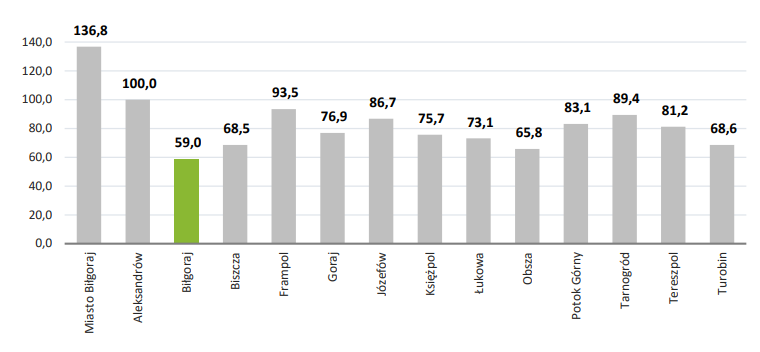 136,8
140,0
120,0
100,0
80,0
60,0
40,0
20,0
0,0
100,0
59,0
68,5
93,5
76,9
86,7
75,7
73,1
65,8
83,1
89,4
81,2
68,6
Miasto Biłgoraj
Aleksandrów
Biłgoraj
Biszcza
Frampol
Goraj
Józefów
Księżpol
Łukowa
Obsza
Potok Górny
Tarnogród
Tereszpol
Turobin